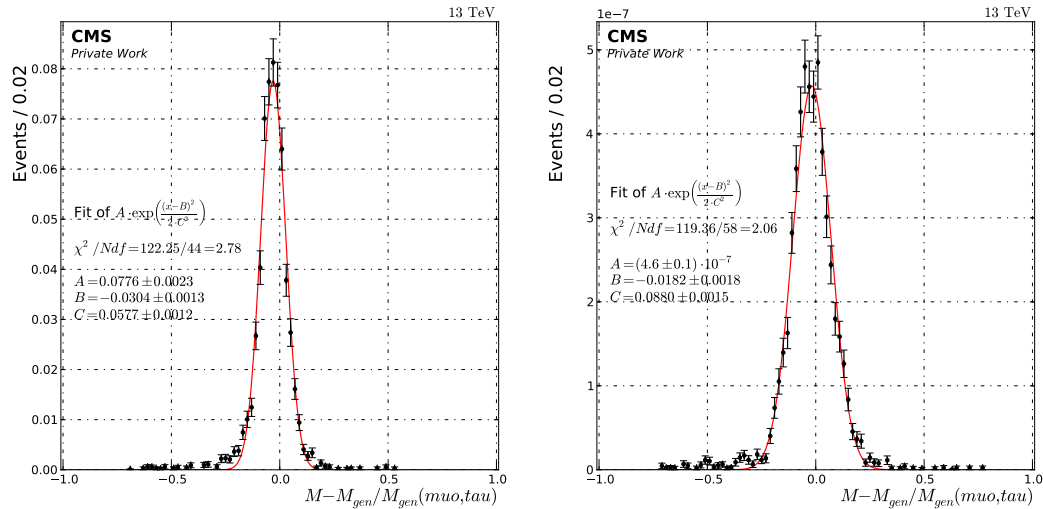 13 TeV
CMS
Private Work
Events / 0.02
0.08
0.07
0.06
0.05
0.04
0.03
0.02
0.01
0.00
Fit of A·exp((x−B)²/2·C²)
χ² /Ndf=122.25/44=2.78
A=0.0776±0.0023
B=−0.0304±0.0013
C=0.0577±0.0012
−1.0 −0.5 0.0 0.5 1.0
M−M_gen/M_gen(muo,tau)
1e−7
13 TeV
CMS
Private Work
Events / 0.02
5
4
3
2
1
0
Fit of A·exp((x−B)²/2·C²)
χ² /Ndf=119.36/58=2.06
A=(4.6±0.1)·10⁻⁷
B=−0.0182±0.0018
C=0.0880±0.0015
−1.0 −0.5 0.0 0.5 1.0
M−M_gen/M_gen(muo,tau)